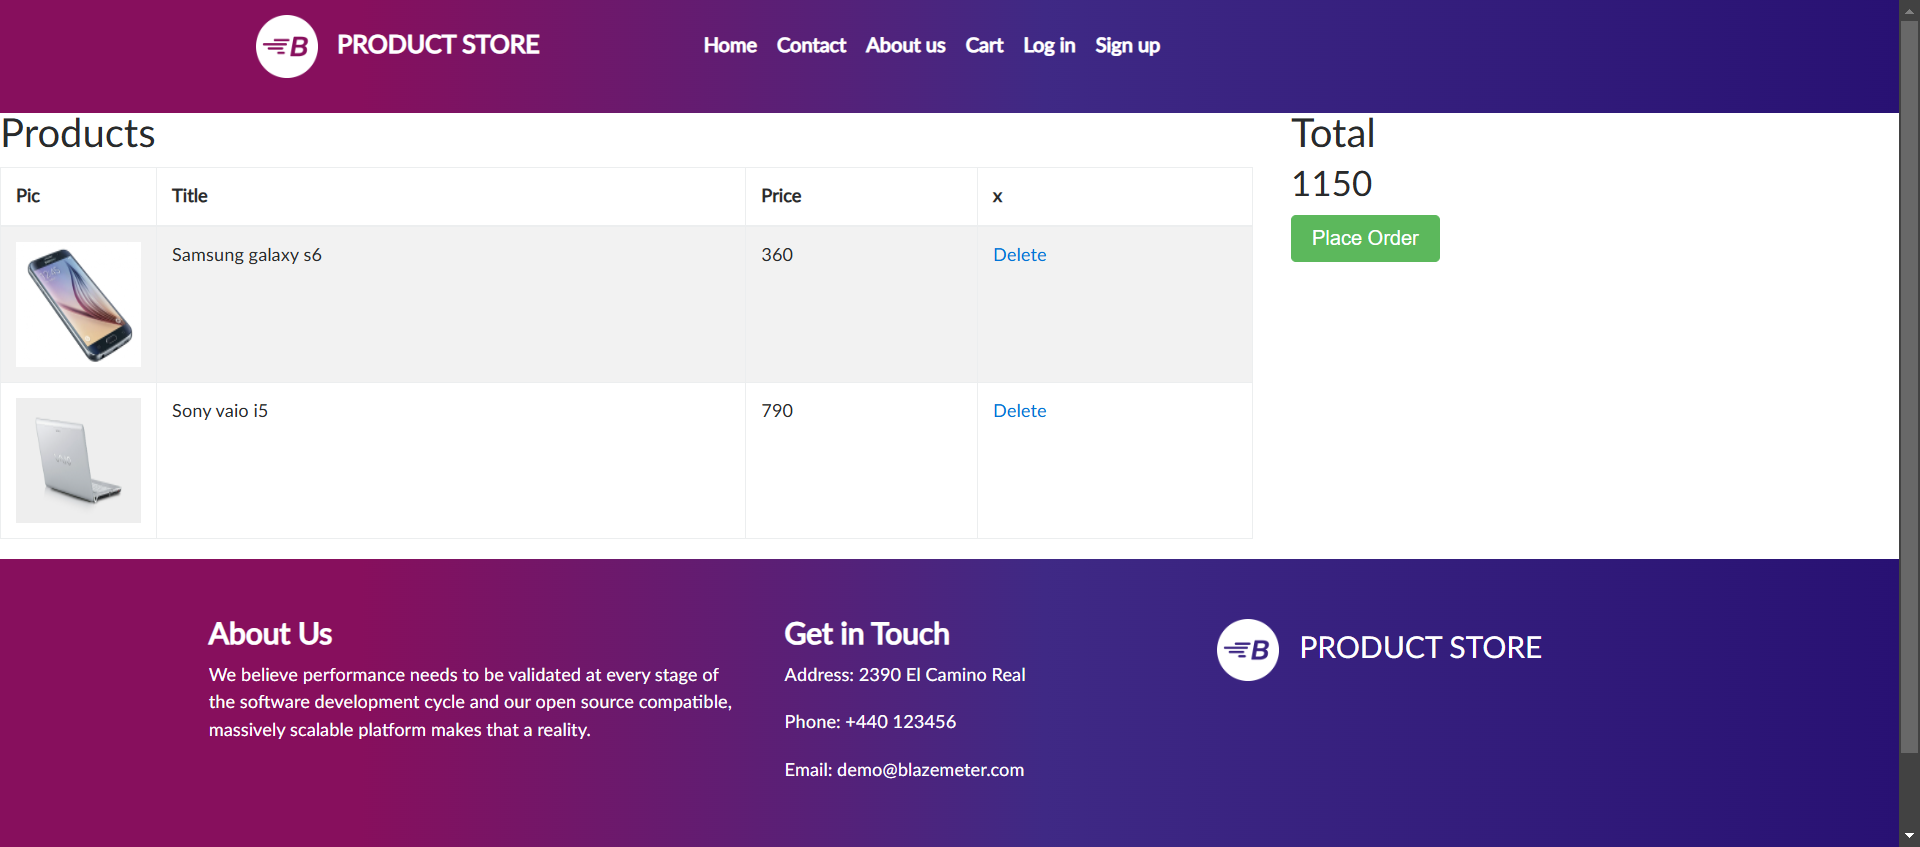 B PRODUCT STORE Home Contact About us Cart Log in Sign up
Products
Pic Title Price x
Samsung galaxy s6 360 Delete
Sony vaio i5 790 Delete
VAIO
Total
1150
Place Order
About Us
We believe performance needs to be validated at every stage of
the software development cycle and our open source compatible,
massively scalable platform makes that a reality.
Get in Touch
Address: 2390 El Camino Real
Phone: +440 123456
Email: demo@blazemeter.com
B PRODUCT STORE